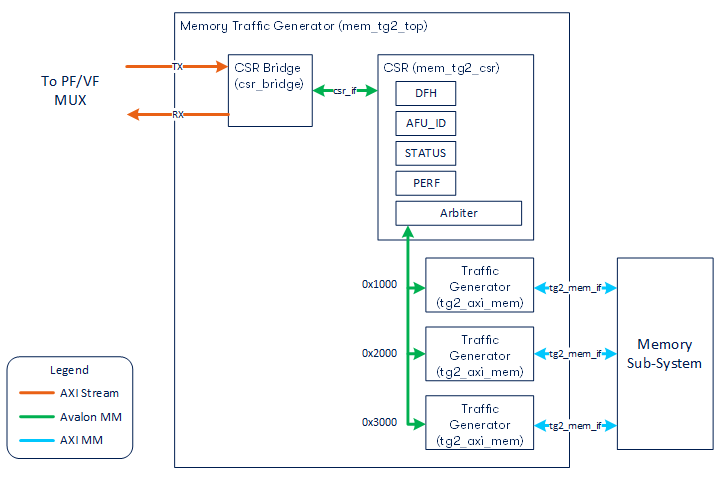 Memory Traffic Generator (mem_tg2_top)
To PF/VF
MUX
TX
RX
CSR Bridge
(csr_bridge)
csr_if
CSR (mem_tg2_csr)
DFH
AFU_ID
STATUS
PERF
Arbiter
0x1000
Traffic
Generator
(tg2_axi_mem)
tg2_mem_if
0x2000
Traffic
Generator
(tg2_axi_mem)
tg2_mem_if
0x3000
Traffic
Generator
(tg2_axi_mem)
tg2_mem_if
Memory
Sub-System
Legend
AXI Stream
Avalon MM
AXI MM